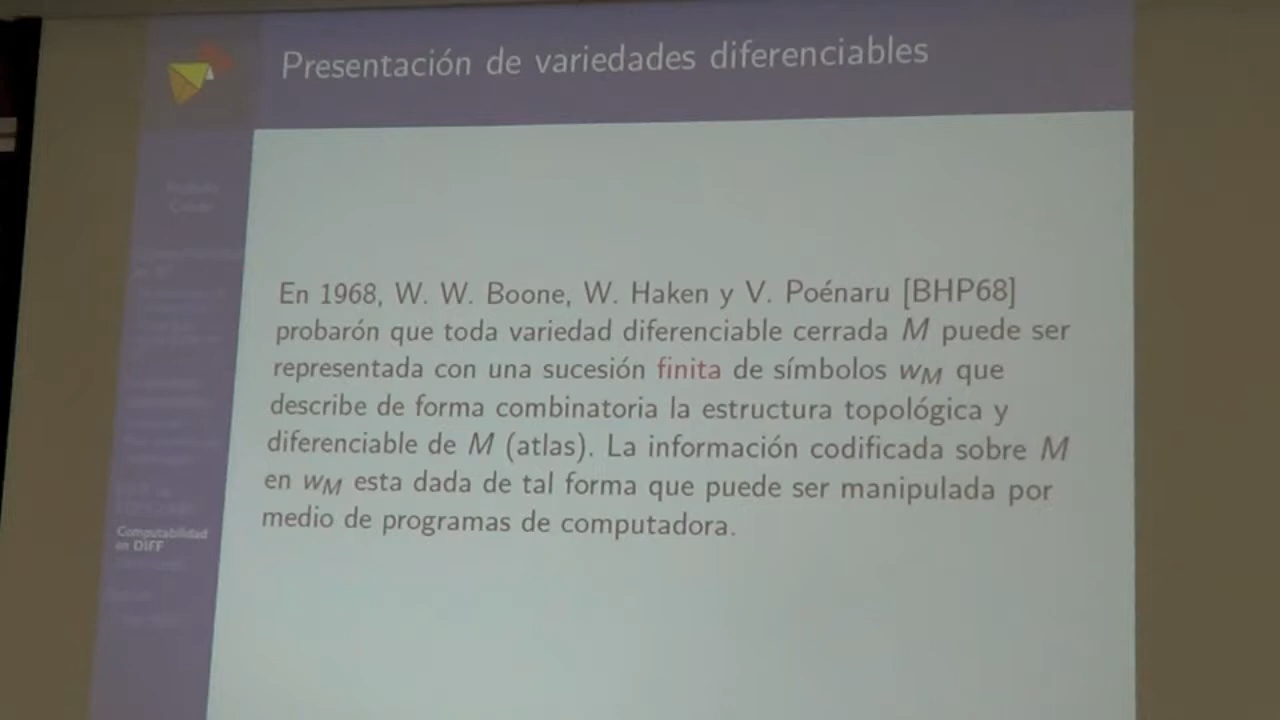 Presentación de variedades diferenciables
En 1968, W. W. Boone, W. Haken y V. Poénaru [BHP68]
probarón que toda variedad diferenciable cerrada M puede ser
representada con una sucesión finita de símbolos wM que
describe de forma combinatoria la estructura topológica y
diferenciable de M (atlas). La información codificada sobre M
en wM esta dada de tal forma que puede ser manipulada por
medio de programas de computadora.
Computabilidad
en DIFF